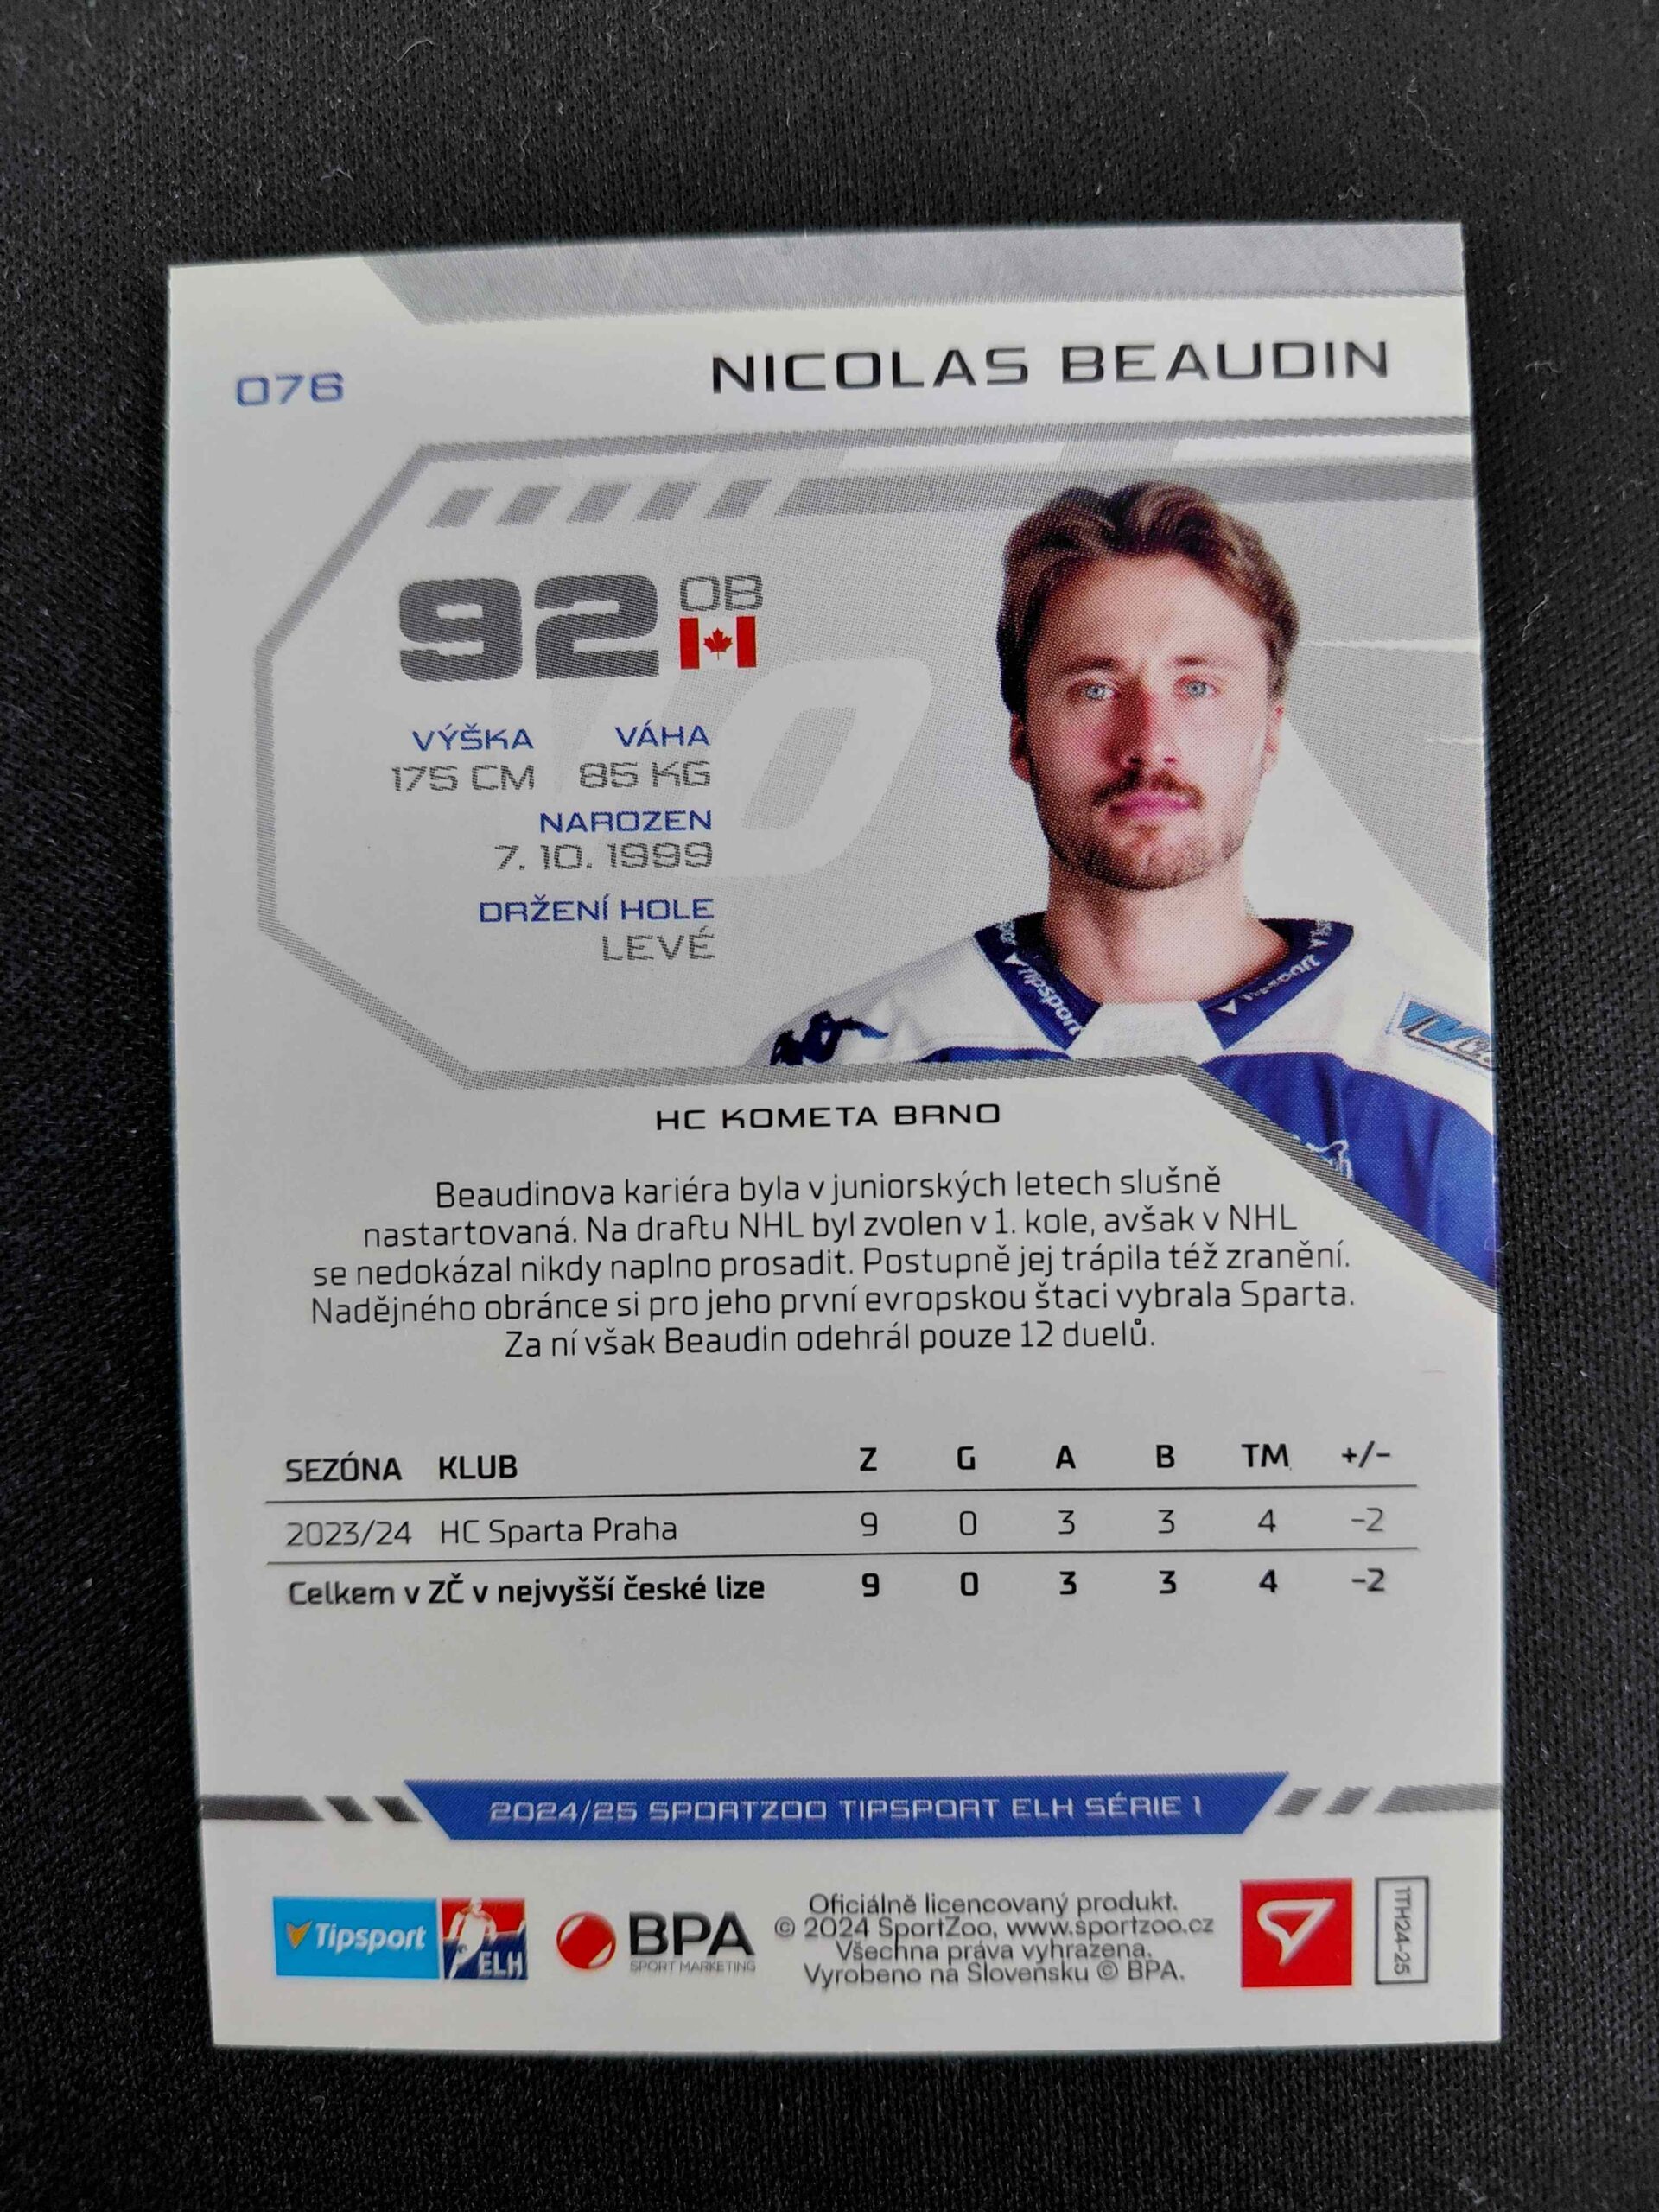 076
NICOLAS BEAUDIN
92
OB
VÝŠKA VÁHA
175 CM 85 KG
NAROZEN
7. 10. 1999
DRŽENÍ HOLE
LEVÉ
Tipsport
Tipsport
HC KOMETA BRNO
Beaudinova kariéra byla v juniorských letech slušně
nastartovaná. Na draftu NHL byl zvolen v 1. kole, avšak v NHL
se nedokázal nikdy naplno prosadit. Postupně jej trápila též zranění.
Nadějného obránce si pro jeho první evropskou štaci vybrala Sparta.
Za ní však Beaudin odehrál pouze 12 duelů.
SEZÓNA KLUB Z G A B TM +/-
2023/24 HC Sparta Praha 9 0 3 3 4 -2
Celkem v ZČ v nejvyšší české lize 9 0 3 3 4 -2
2024/25 SPORTZOO TIPSPORT ELH SÉRIE 1
Tipsport
ELH
BPA
SPORT MARKETING
Oficiálně licencovaný produkt.
© 2024 SportZoo, www.sportzoo.cz
Všechna práva vyhrazena.
Vyrobeno na Slovensku © BPA.
1TH24-25